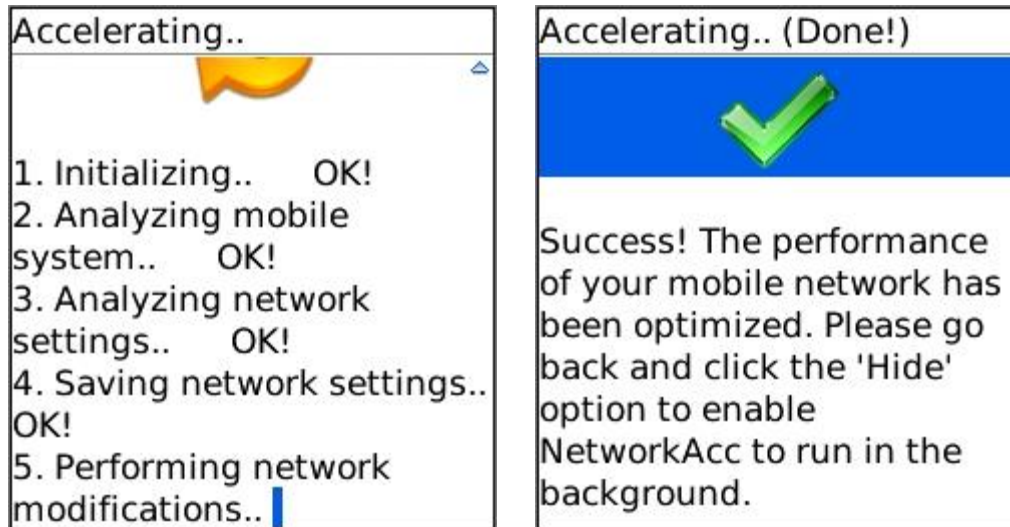 Accelerating..
1. Initializing.. OK!
2. Analyzing mobile
system.. OK!
3. Analyzing network
settings.. OK!
4. Saving network settings..
OK!
5. Performing network
modifications..
Accelerating.. (Done!)
Success! The performance
of your mobile network has
been optimized. Please go
back and click the 'Hide'
option to enable
NetworkAcc to run in the
background.